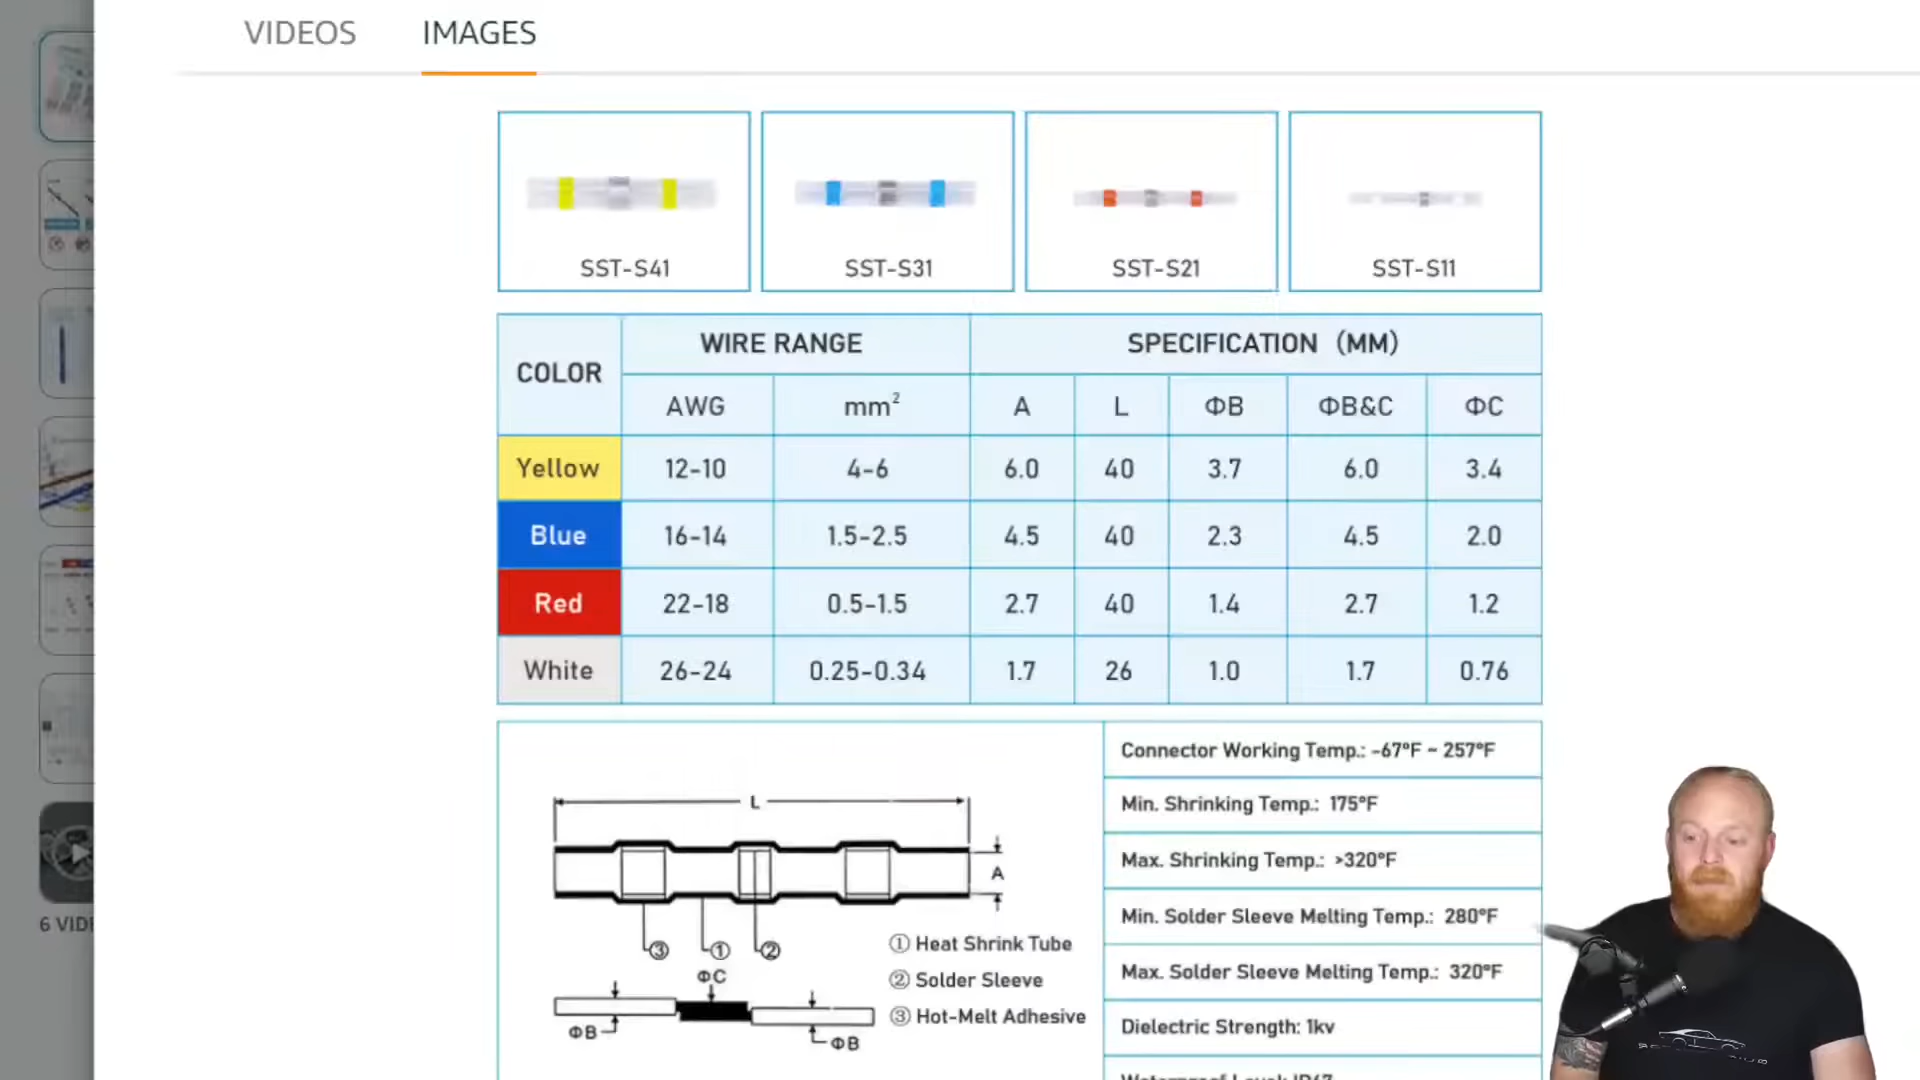 VIDEOS IMAGES
SST-S41 SST-S31 SST-S21 SST-S11
COLOR WIRE RANGE SPECIFICATION (MM)
AWG mm² A L ΦB ΦB&C ΦC
Yellow 12-10 4-6 6.0 40 3.7 6.0 3.4
Blue 16-14 1.5-2.5 4.5 40 2.3 4.5 2.0
Red 22-18 0.5-1.5 2.7 40 1.4 2.7 1.2
White 26-24 0.25-0.34 1.7 26 1.0 1.7 0.76
L
A
③ ① ②
ΦC
ΦB
ΦB
① Heat Shrink Tube
② Solder Sleeve
③ Hot-Melt Adhesive
Connector Working Temp.: -67°F ~ 257°F
Min. Shrinking Temp.: 175°F
Max. Shrinking Temp.: >320°F
Min. Solder Sleeve Melting Temp.: 280°F
Max. Solder Sleeve Melting Temp.: 320°F
Dielectric Strength: 1kv
6